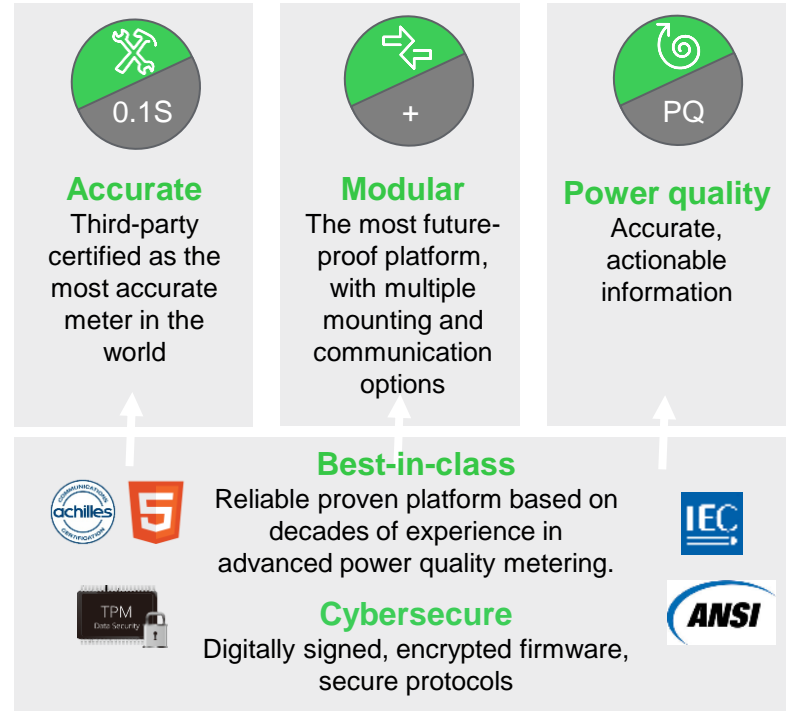 0.1S
Accurate
Third-party
certified as the
most accurate
meter in the
world
+
Modular
The most future-
proof platform,
with multiple
mounting and
communication
options
PQ
Power quality
Accurate,
actionable
information
Best-in-class
Reliable proven platform based on
decades of experience in
advanced power quality metering.
Cybersecure
Digitally signed, encrypted firmware,
secure protocols
COMMUNICATIONS
achilles
CERTIFICATION
5
TPM
Data Security
IEC
ANSI